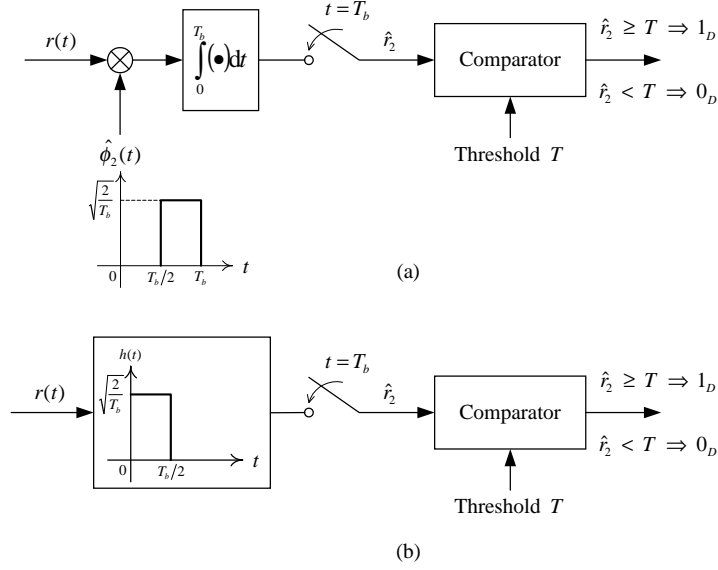 t = T_b
r̂_2 ≥ T ⇒ 1_D
r(t)
∫_0^{T_b} (•)dt
r̂_2
Comparator
r̂_2 < T ⇒ 0_D
φ̂_2(t)
Threshold T
√(2/T_b)
0 T_b/2 T_b t
(a)
h(t)
t = T_b
r̂_2 ≥ T ⇒ 1_D
√(2/T_b)
r(t)
r̂_2
Comparator
r̂_2 < T ⇒ 0_D
0 T_b/2 t
Threshold T
(b)